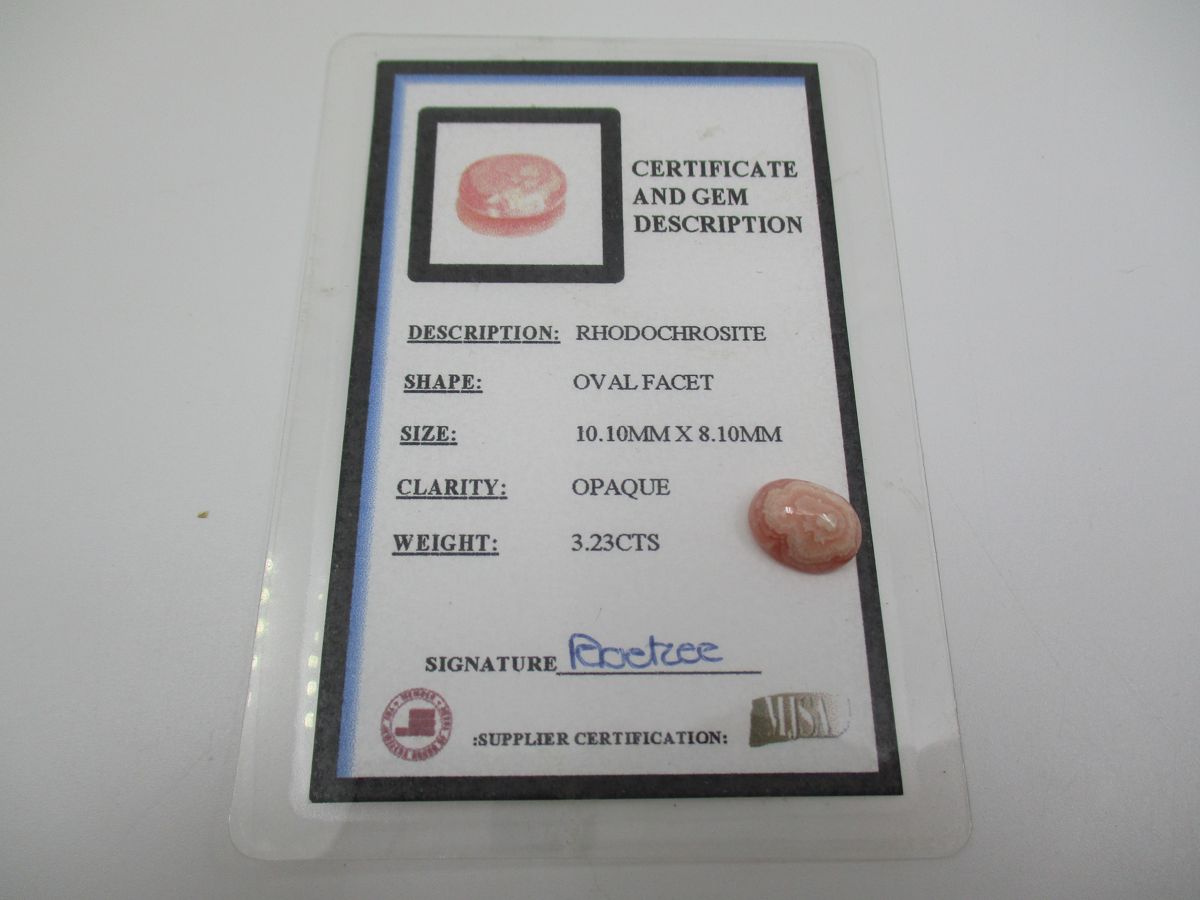 CERTIFICATE
AND GEM
DESCRIPTION
DESCRIPTION: RHODOCHROSITE
SHAPE: OVAL FACET
SIZE: 10.10MM X 8.10MM
CLARITY: OPAQUE
WEIGHT: 3.23CTS
SIGNATURE
:SUPPLIER CERTIFICATION:
MEMBER
MJSA